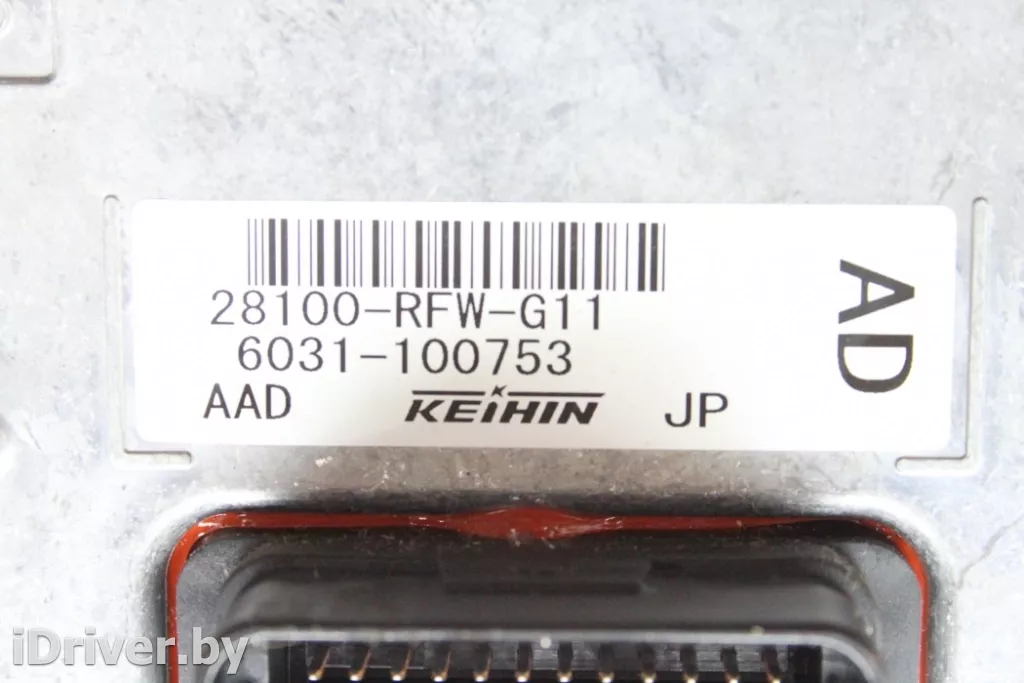 28100-RFW-G11
6031-100753
AAD KEIHIN JP
AD
iDriver.by